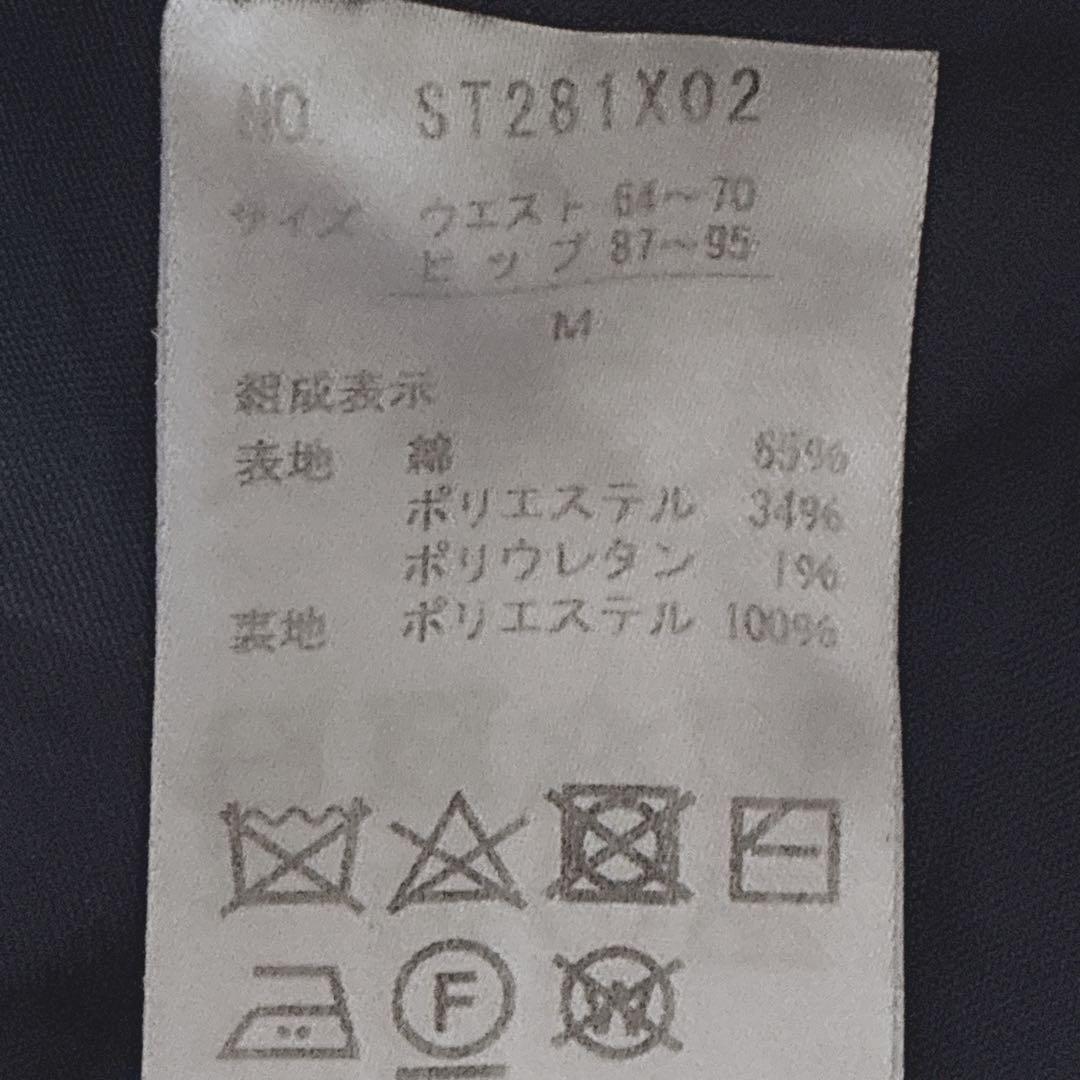 NO. ST281X02
サイズ ウエスト 64〜70
ヒップ 87〜95
M
組成表示
表地 綿 65%
ポリエステル 34%
ポリウレタン 1%
裏地 ポリエステル 100%
F
W